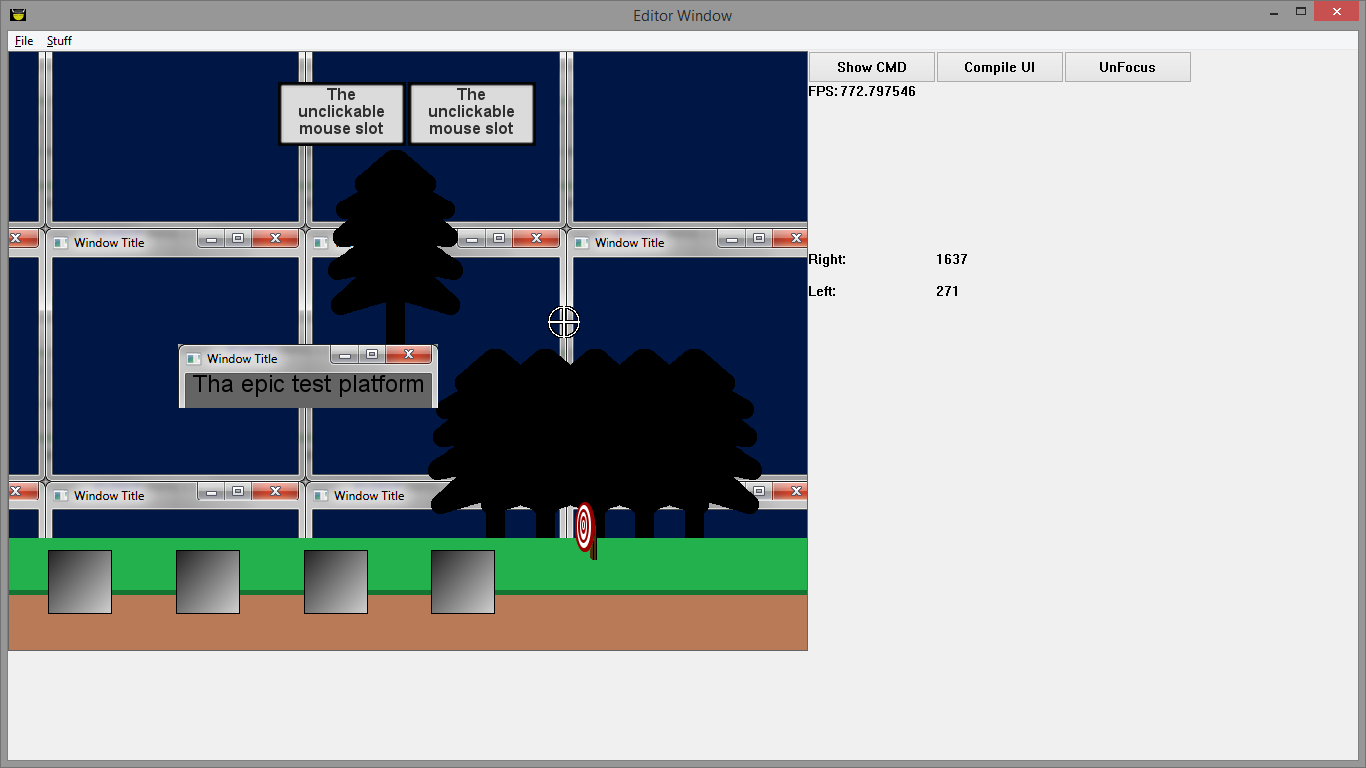 Editor Window
File Stuff
Show CMD Compile UI UnFocus
FPS: 772.797546
The
unclickable
mouse slot
The
unclickable
mouse slot
Window Title
Window Title
Right: 1637
Left: 271
Window Title
Tha epic test platform
Window Title
Window Title